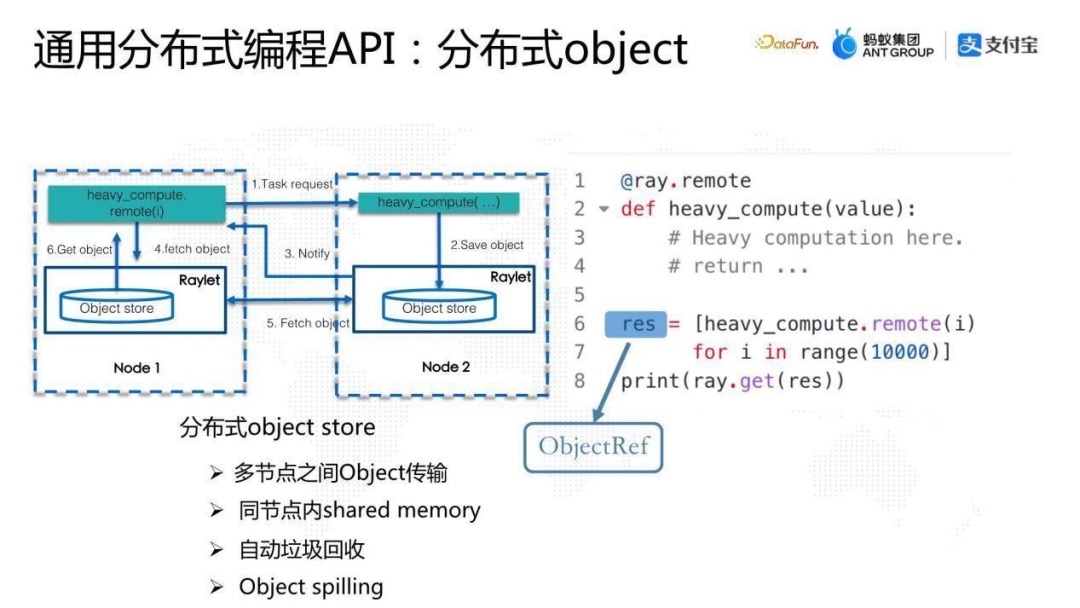 通用分布式编程API：分布式object
DataFun.
蚂蚁集团
ANT GROUP
支付宝
heavy_compute.
remote(i)
1.Task request
heavy_compute( …)
6.Get object
4.fetch object
3. Notify
2.Save object
Raylet
Object store
5. Fetch object
Raylet
Object store
Node 1
Node 2
1 @ray.remote
2 def heavy_compute(value):
3 # Heavy computation here.
4 # return ...
5
6 res = [heavy_compute.remote(i)
7 for i in range(10000)]
8 print(ray.get(res))
ObjectRef
分布式object store
➢ 多节点之间Object传输
➢ 同节点内shared memory
➢ 自动垃圾回收
➢ Object spilling